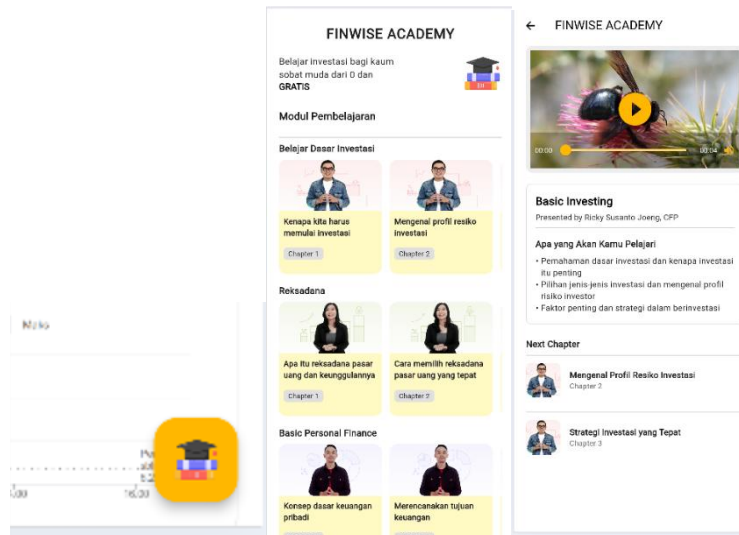 Maks
16.00
FINWISE ACADEMY
Belajar investasi bagi kaum
sobat muda dari 0 dan
GRATIS
Modul Pembelajaran
Belajar Dasar Investasi
Kenapa kita harus
memulai investasi
Chapter 1
Mengenal profil resiko
investasi
Chapter 2
Reksadana
Apa itu reksadana pasar
uang dan keunggulannya
Chapter 1
Cara memilih reksadana
pasar uang yang tepat
Chapter 2
Basic Personal Finance
Konsep dasar keuangan
pribadi
Merencanakan tujuan
keuangan
FINWISE ACADEMY
00:00
00:04
Basic Investing
Presented by Ricky Susanto Joeng, CFP
Apa yang Akan Kamu Pelajari
• Pemahaman dasar investasi dan kenapa investasi
itu penting
• Pilihan jenis-jenis investasi dan mengenal profil
risiko investor
• Faktor penting dan strategi dalam berinvestasi
Next Chapter
Mengenal Profil Resiko Investasi
Chapter 2
Strategi Investasi yang Tepat
Chapter 3